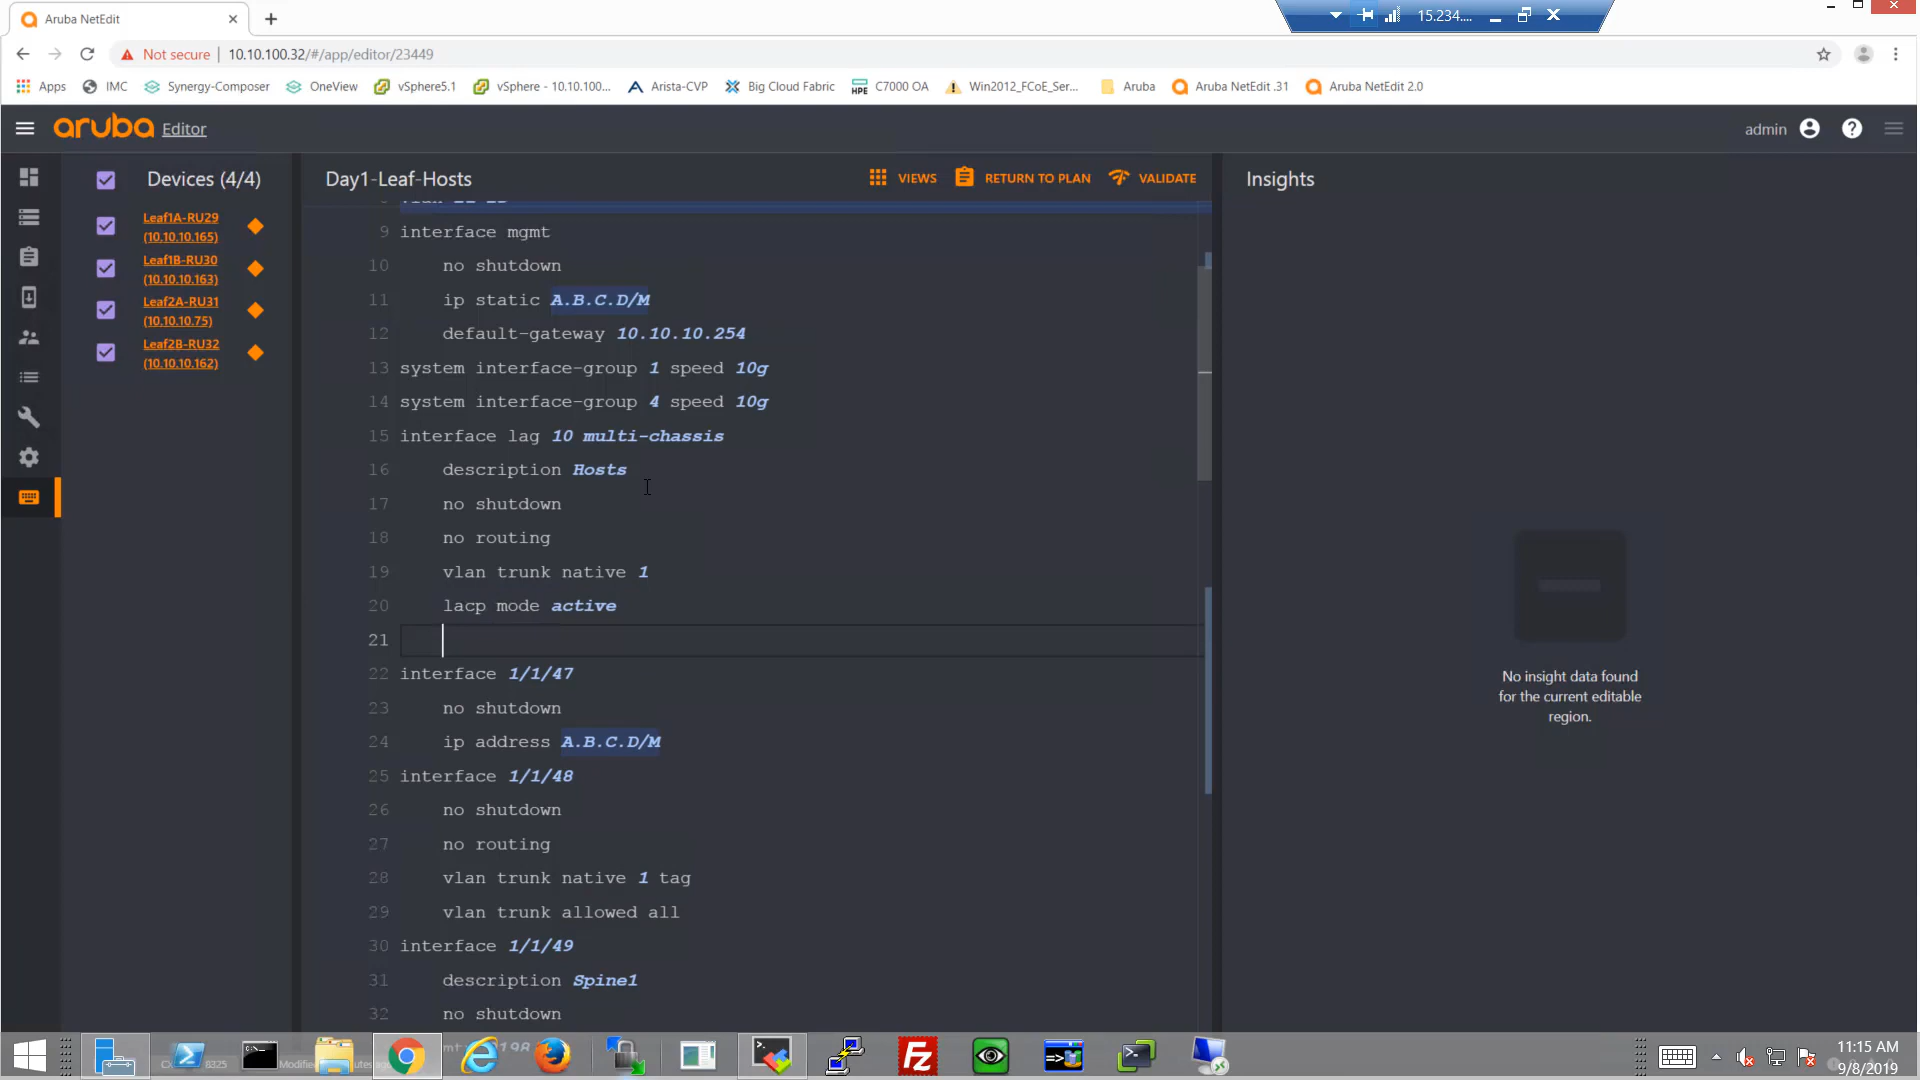 Aruba NetEdit
15.234....
Not secure | 10.10.100.32/#/app/editor/23449
Apps IMC Synergy-Composer OneView vSphere5.1 vSphere - 10.10.100... Arista-CVP Big Cloud Fabric C7000 OA Win2012_FCoE_Ser... Aruba Aruba NetEdit .31 Aruba NetEdit 2.0
aruba Editor admin
Devices (4/4)
Leaf1A-RU29
(10.10.10.165)
Leaf1B-RU30
(10.10.10.163)
Leaf2A-RU31
(10.10.10.75)
Leaf2B-RU32
(10.10.10.162)
Day1-Leaf-Hosts VIEWS RETURN TO PLAN VALIDATE
9 interface mgmt
10 no shutdown
11 ip static A.B.C.D/M
12 default-gateway 10.10.10.254
13 system interface-group 1 speed 10g
14 system interface-group 4 speed 10g
15 interface lag 10 multi-chassis
16 description Hosts
17 no shutdown
18 no routing
19 vlan trunk native 1
20 lacp mode active
21
22 interface 1/1/47
23 no shutdown
24 ip address A.B.C.D/M
25 interface 1/1/48
26 no shutdown
27 no routing
28 vlan trunk native 1 tag
29 vlan trunk allowed all
30 interface 1/1/49
31 description Spine1
32 no shutdown
Insights
No insight data found
for the current editable
region.
11:15 AM
9/8/2019